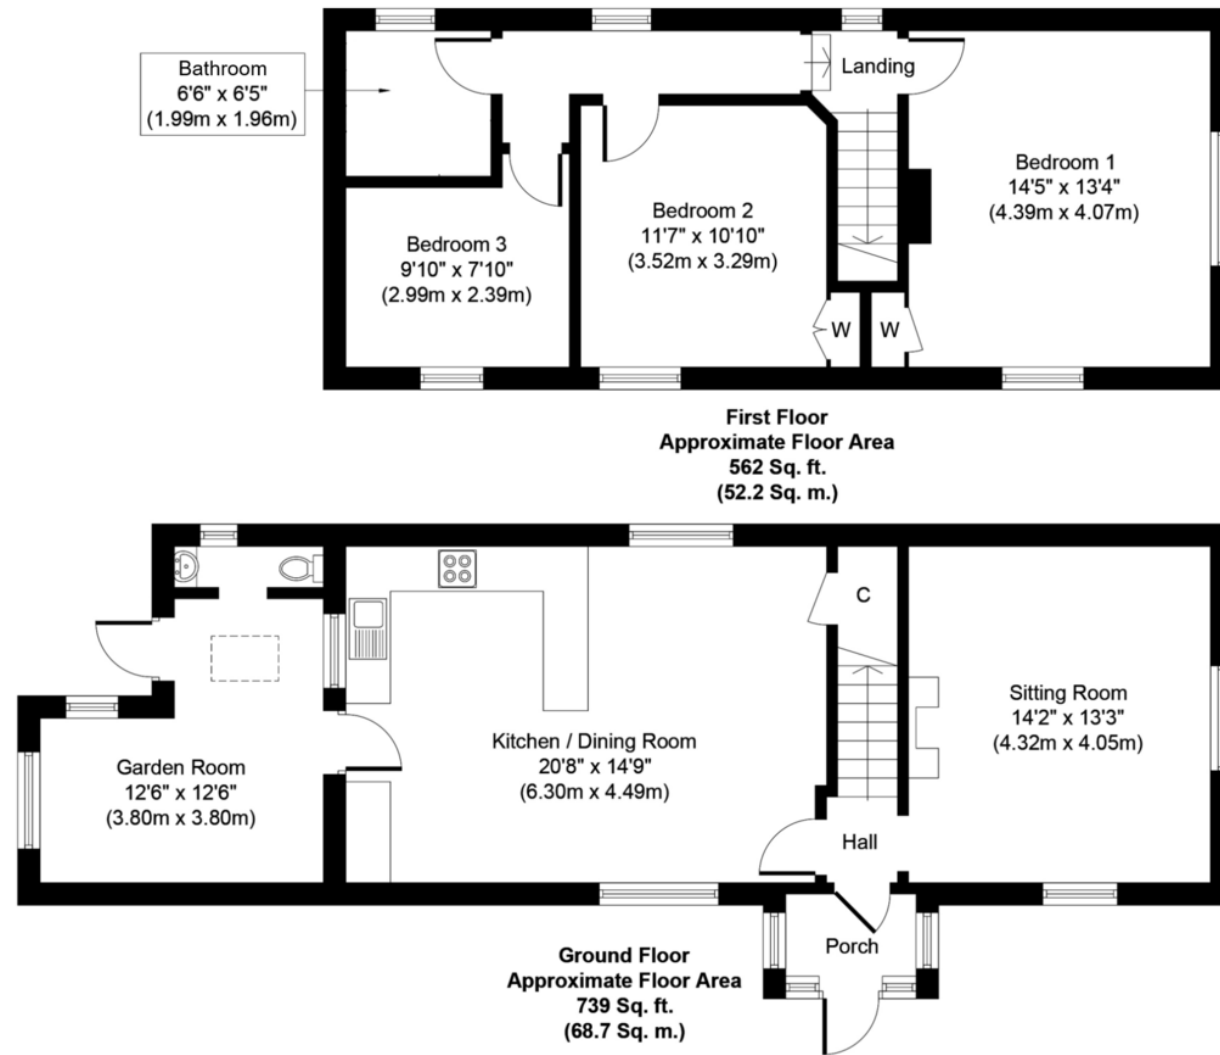 Bathroom
6'6" x 6'5"
(1.99m x 1.96m)
Landing
Bedroom 1
14'5" x 13'4"
(4.39m x 4.07m)
Bedroom 2
11'7" x 10'10"
(3.52m x 3.29m)
Bedroom 3
9'10" x 7'10"
(2.99m x 2.39m)
W
W
First Floor
Approximate Floor Area
562 Sq. ft.
(52.2 Sq. m.)
C
Sitting Room
14'2" x 13'3"
(4.32m x 4.05m)
Kitchen / Dining Room
20'8" x 14'9"
(6.30m x 4.49m)
Garden Room
12'6" x 12'6"
(3.80m x 3.80m)
Hall
Porch
Ground Floor
Approximate Floor Area
739 Sq. ft.
(68.7 Sq. m.)